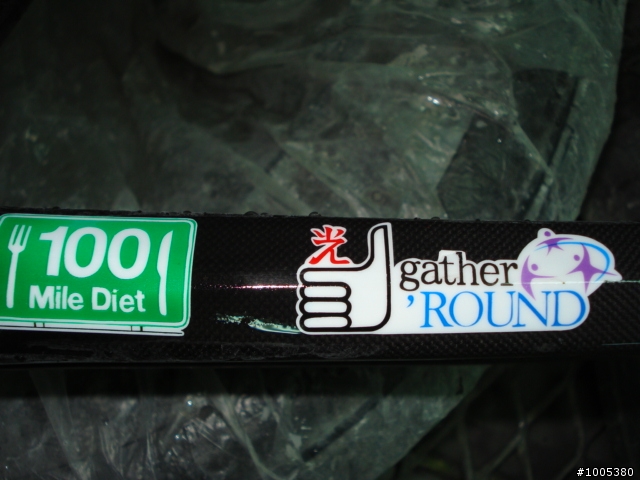 100
Mile Diet
光
gather
'ROUND
#1005380